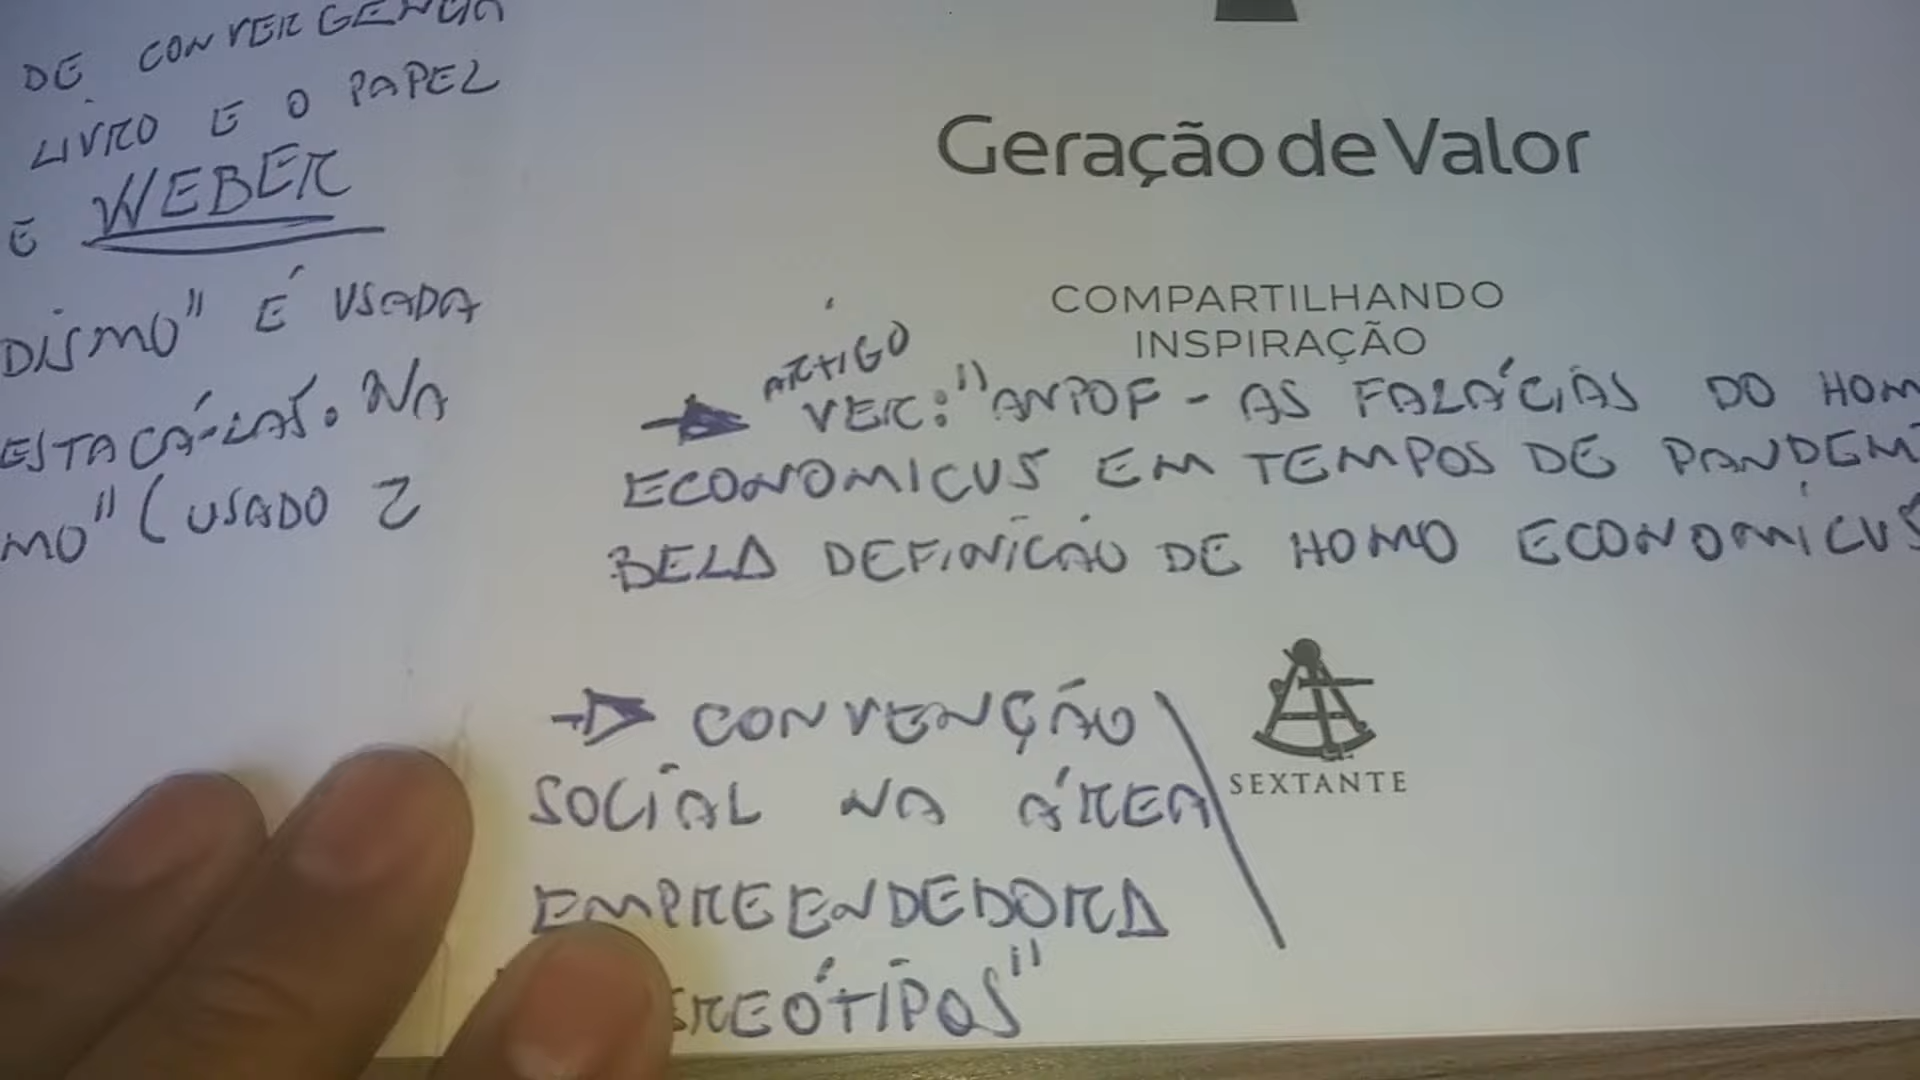 DE CONVERGÊNCIA
LIVRO E O PAPEL
E WEBER
DISMO" É USADA
ESTACÁ-LAS. NA
MO" (USADO 2
Geração de Valor
COMPARTILHANDO
INSPIRAÇÃO
ARTIGO
VER: "ANPOF - AS FALÁCIAS DO HOM
ECONOMICUS EM TEMPOS DE PANDEM
BELA DEFINICÃO DE HOMO ECONOMICUS
CONVENÇÃO
SOCIAL NA ÁREA
EMPREENDEDORA
EREÓTIPOS"
SEXTANTE